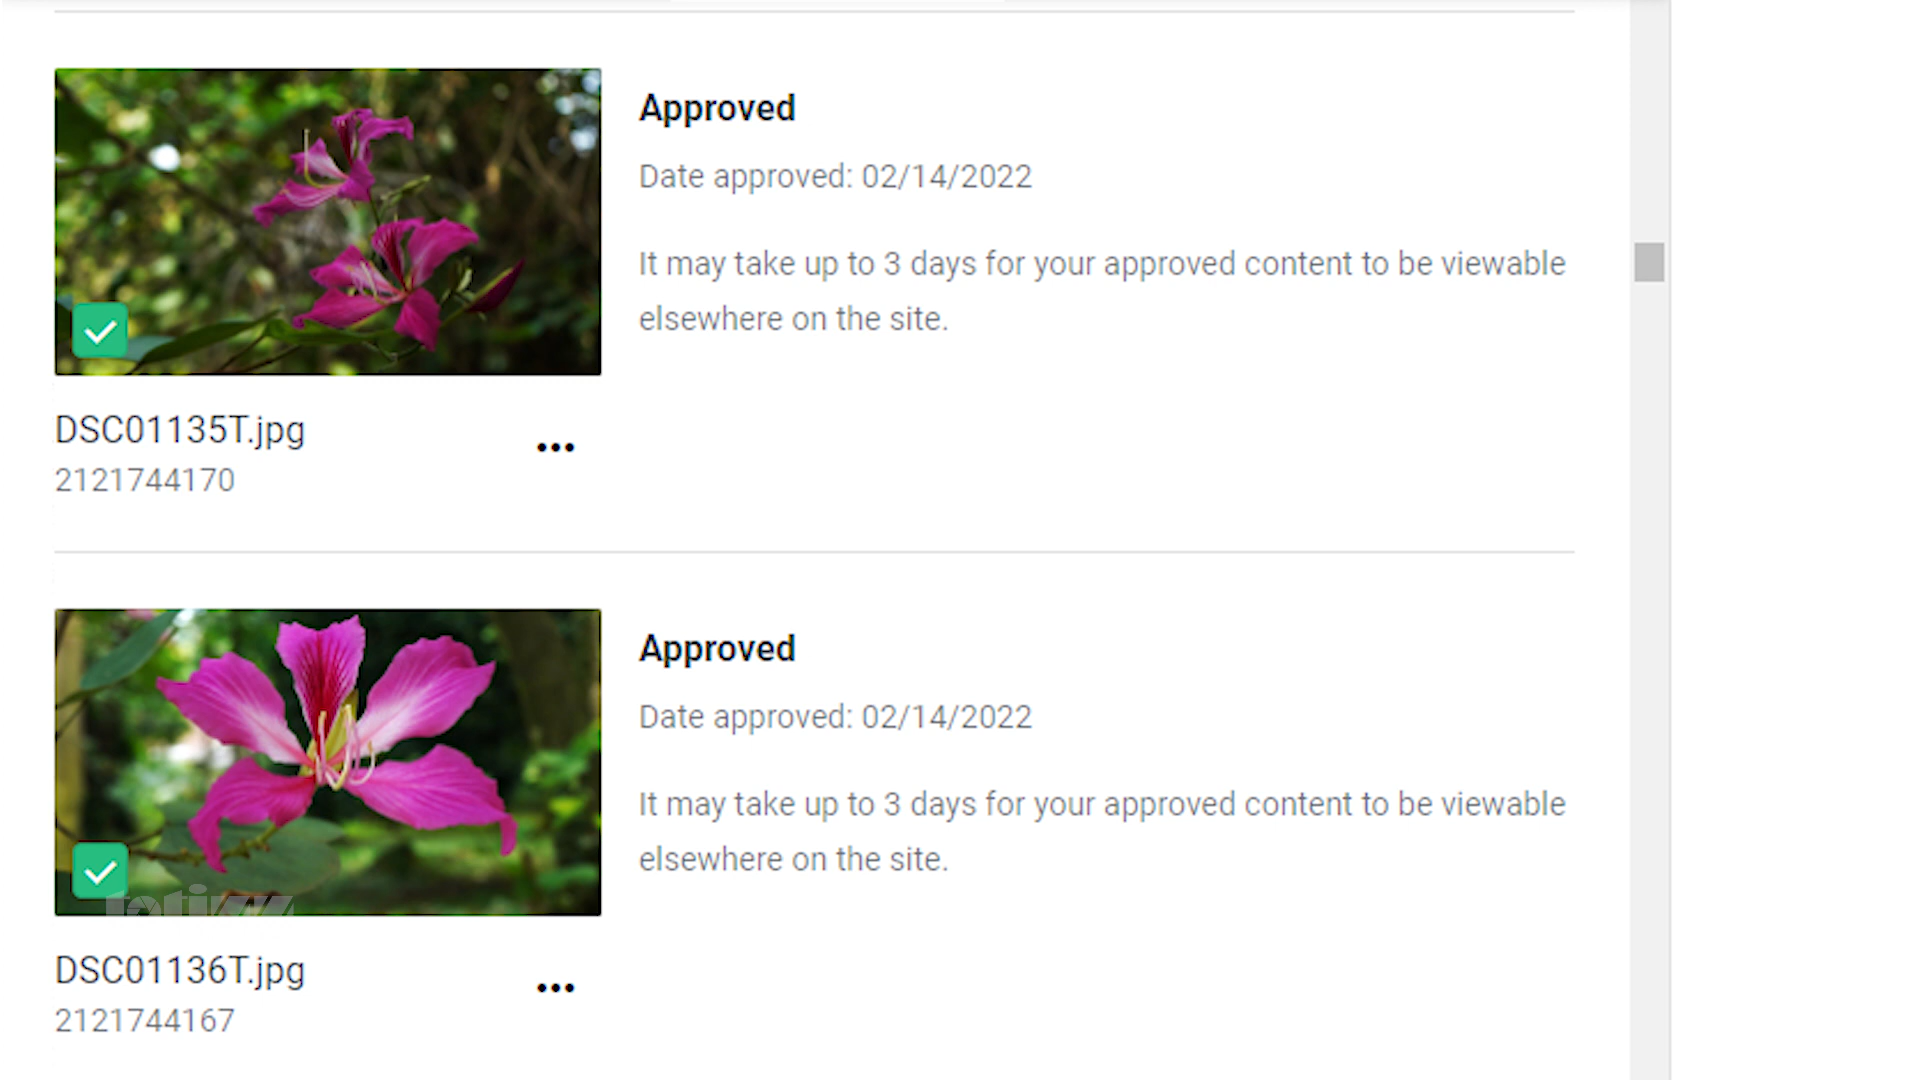 Approved
Date approved: 02/14/2022
It may take up to 3 days for your approved content to be viewable
elsewhere on the site.
DSC01135T.jpg
2121744170
Approved
Date approved: 02/14/2022
It may take up to 3 days for your approved content to be viewable
elsewhere on the site.
DSC01136T.jpg
2121744167